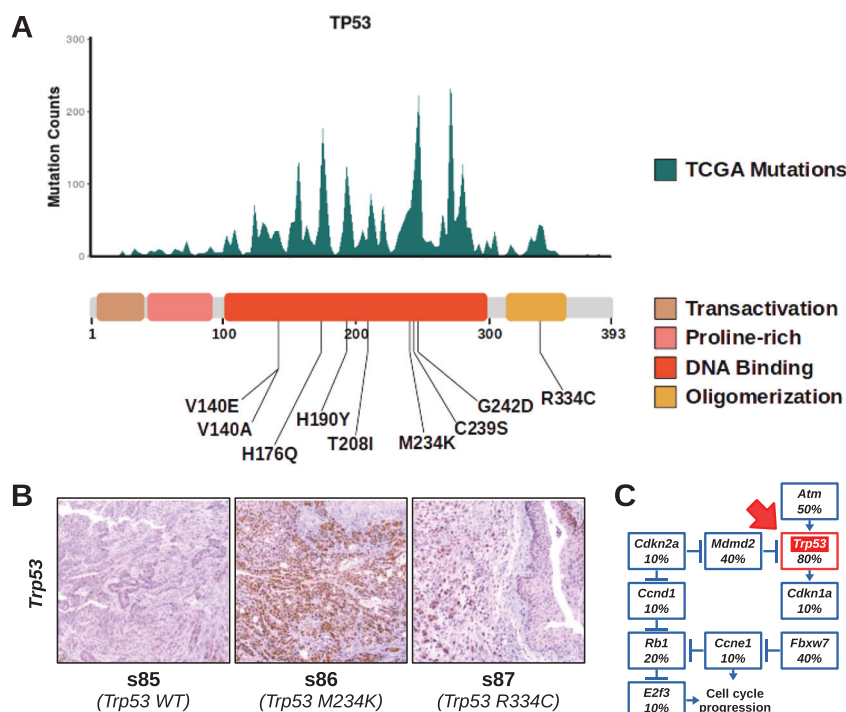 A
TP53
300
200
100
0
Mutation Counts
TCGA Mutations
1
100
200
300
393
Transactivation
Proline-rich
DNA Binding
Oligomerization
V140E
V140A
H176Q
H190Y
T208I
M234K
C239S
G242D
R334C
B
Trp53
s85
(Trp53 WT)
s86
(Trp53 M234K)
s87
(Trp53 R334C)
C
Atm
50%
Cdkn2a
10%
Mdmd2
40%
Trp53
80%
Ccnd1
10%
Cdkn1a
10%
Rb1
20%
Ccne1
10%
Fbxw7
40%
E2f3
10%
Cell cycle
progression